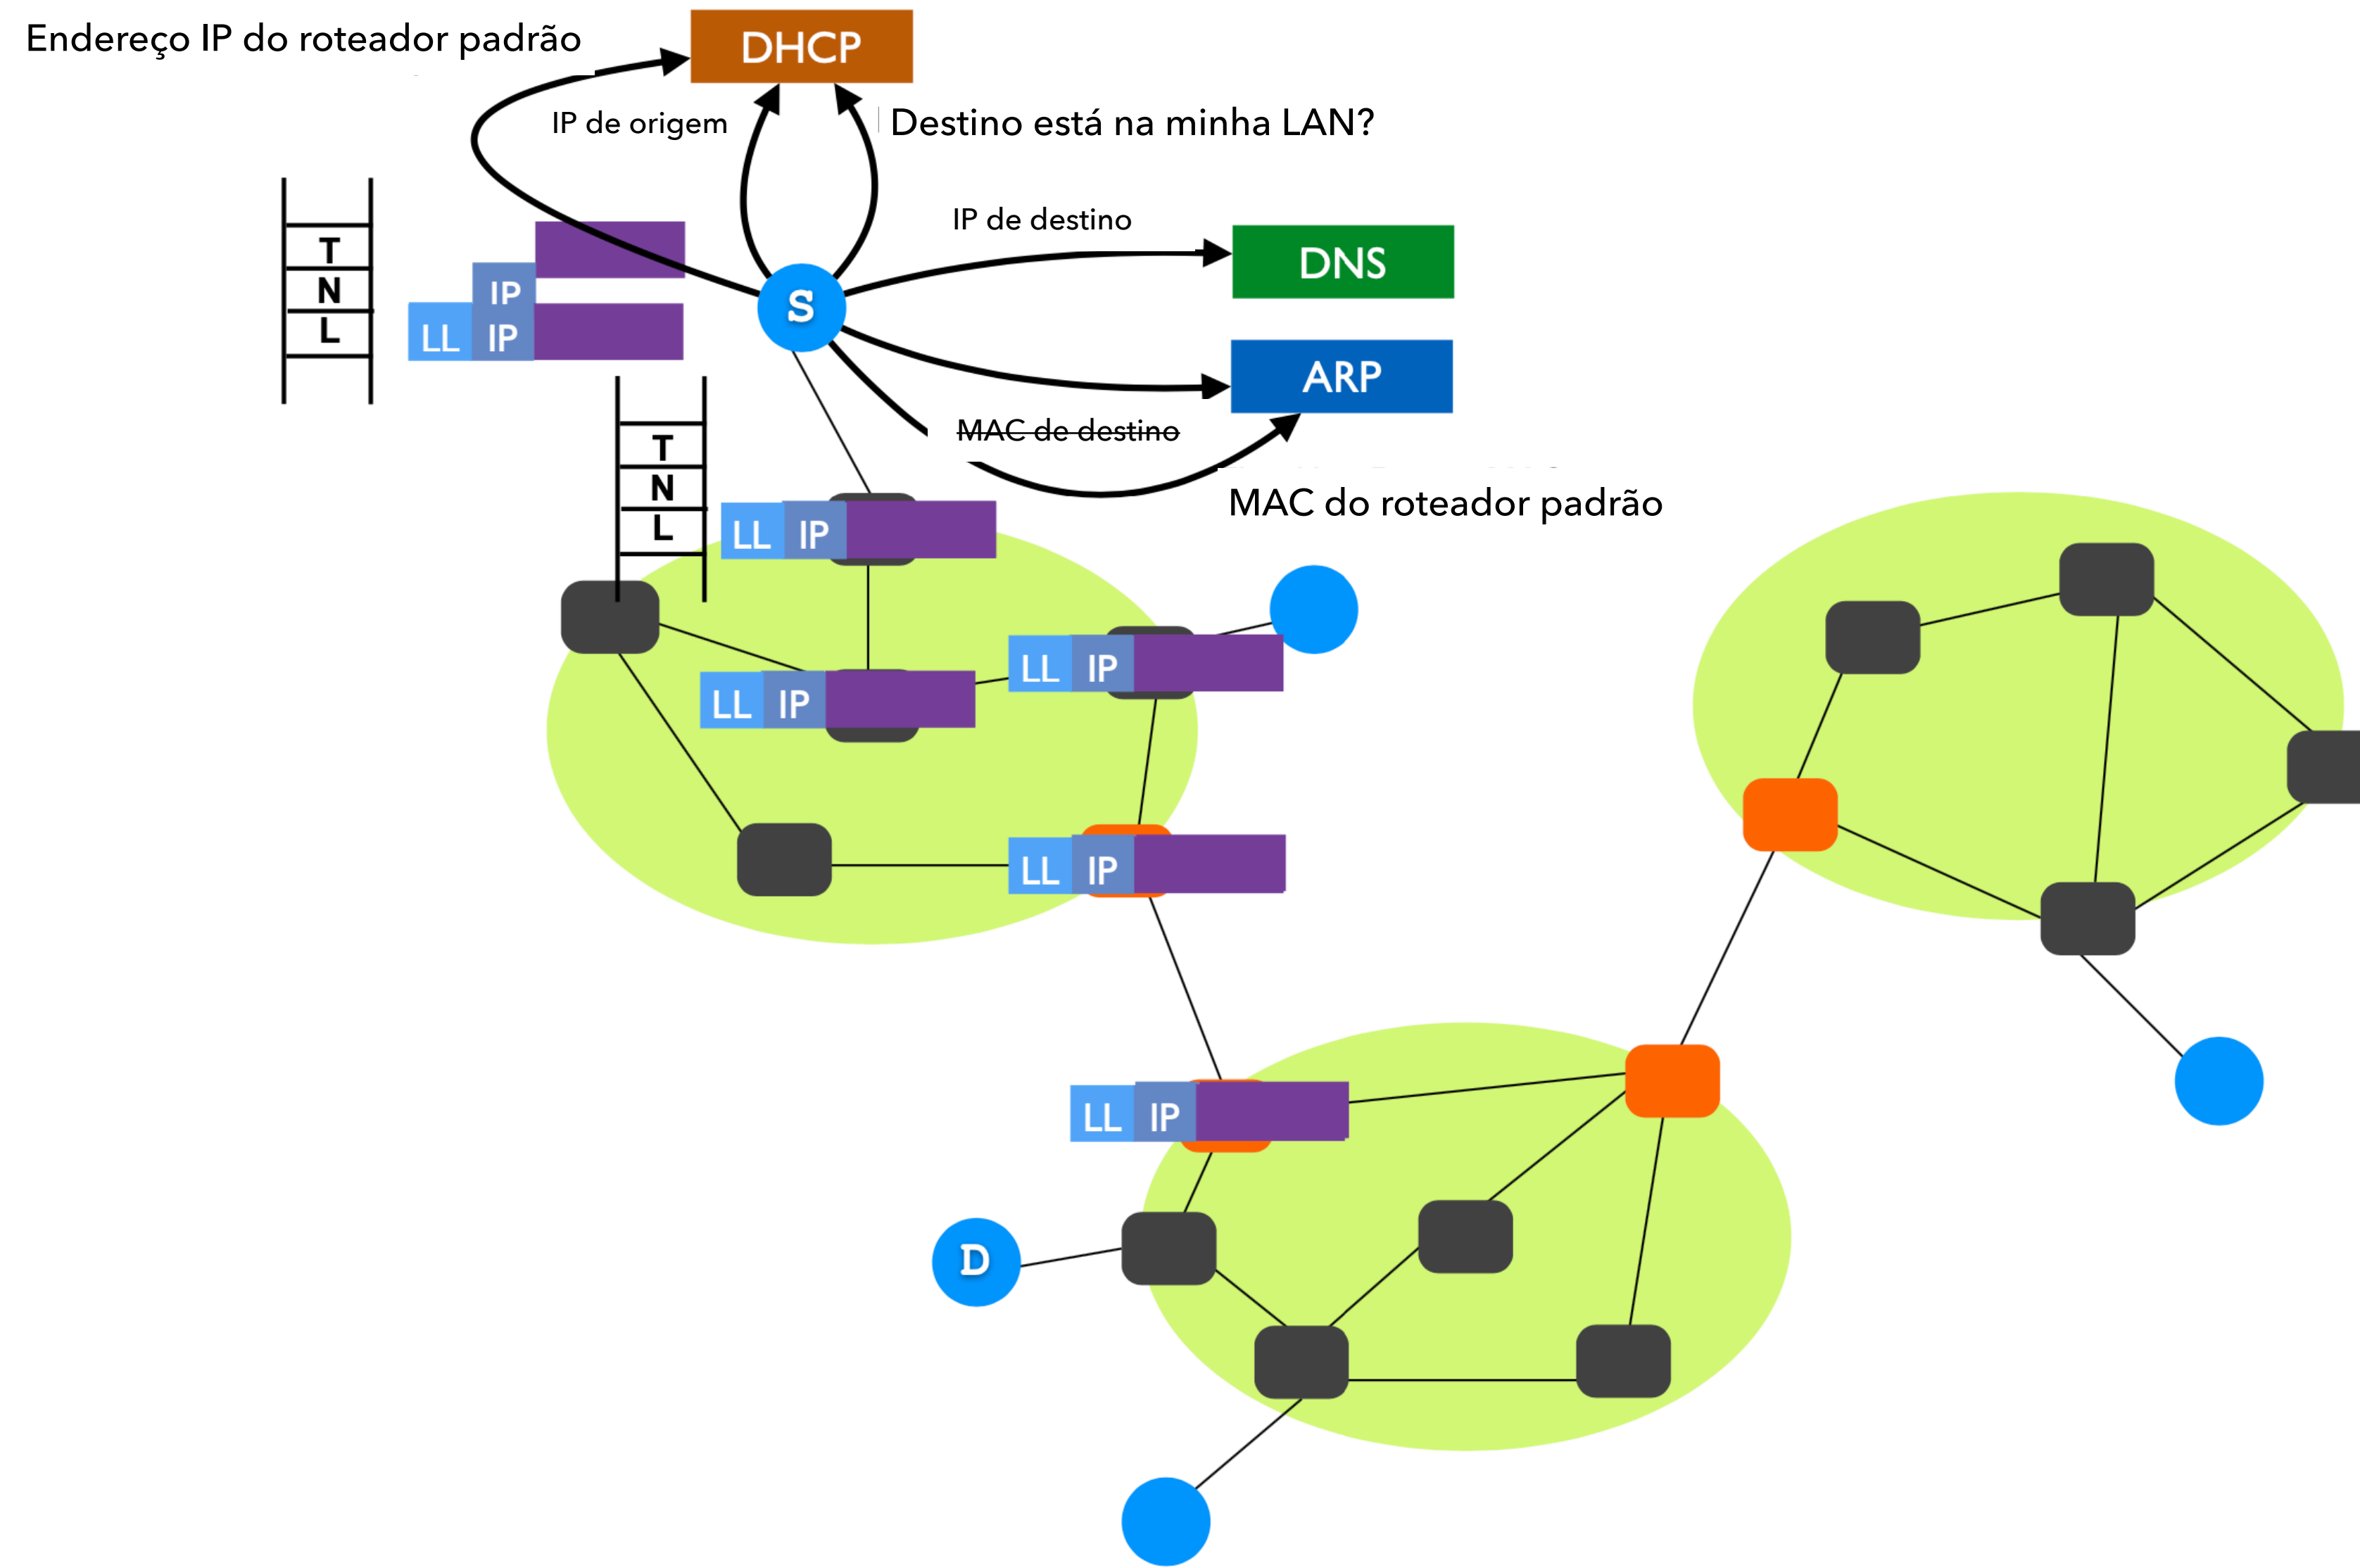 Endereço IP do roteador padrão
DHCP
IP de origem
Destino está na minha LAN?
IP de destino
DNS
T
N
L
IP
LL IP
S
ARP
MAC de destino
MAC do roteador padrão
T
N
L
LL IP
LL IP
LL IP
LL IP
LL IP
D